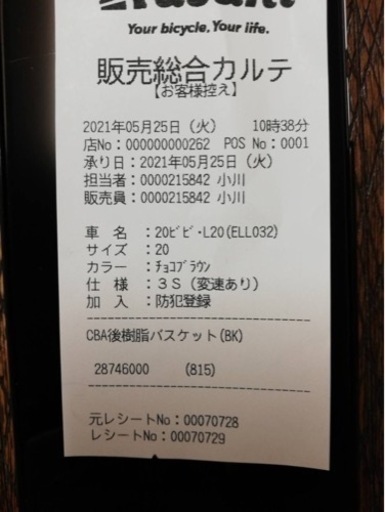 Your bicycle. Your life.
販売総合カルテ
【お客様控え】
2021年05月25日（火） 10時38分
店No：000000000262 POS No：0001
承り日：2021年05月25日（火）
担当者：0000215842 小川
販売員：0000215842 小川
車 名 ：20ﾋﾞﾋﾞ･L20(ELL032)
サイズ ：20
カラー ：ﾁｮｺﾌﾞﾗｳﾝ
仕 様 ：３Ｓ（変速あり）
加 入 ：防犯登録
CBA後樹脂バスケット(BK)
28746000 (815)
元レシートNo：00070728
レシートNo：00070729